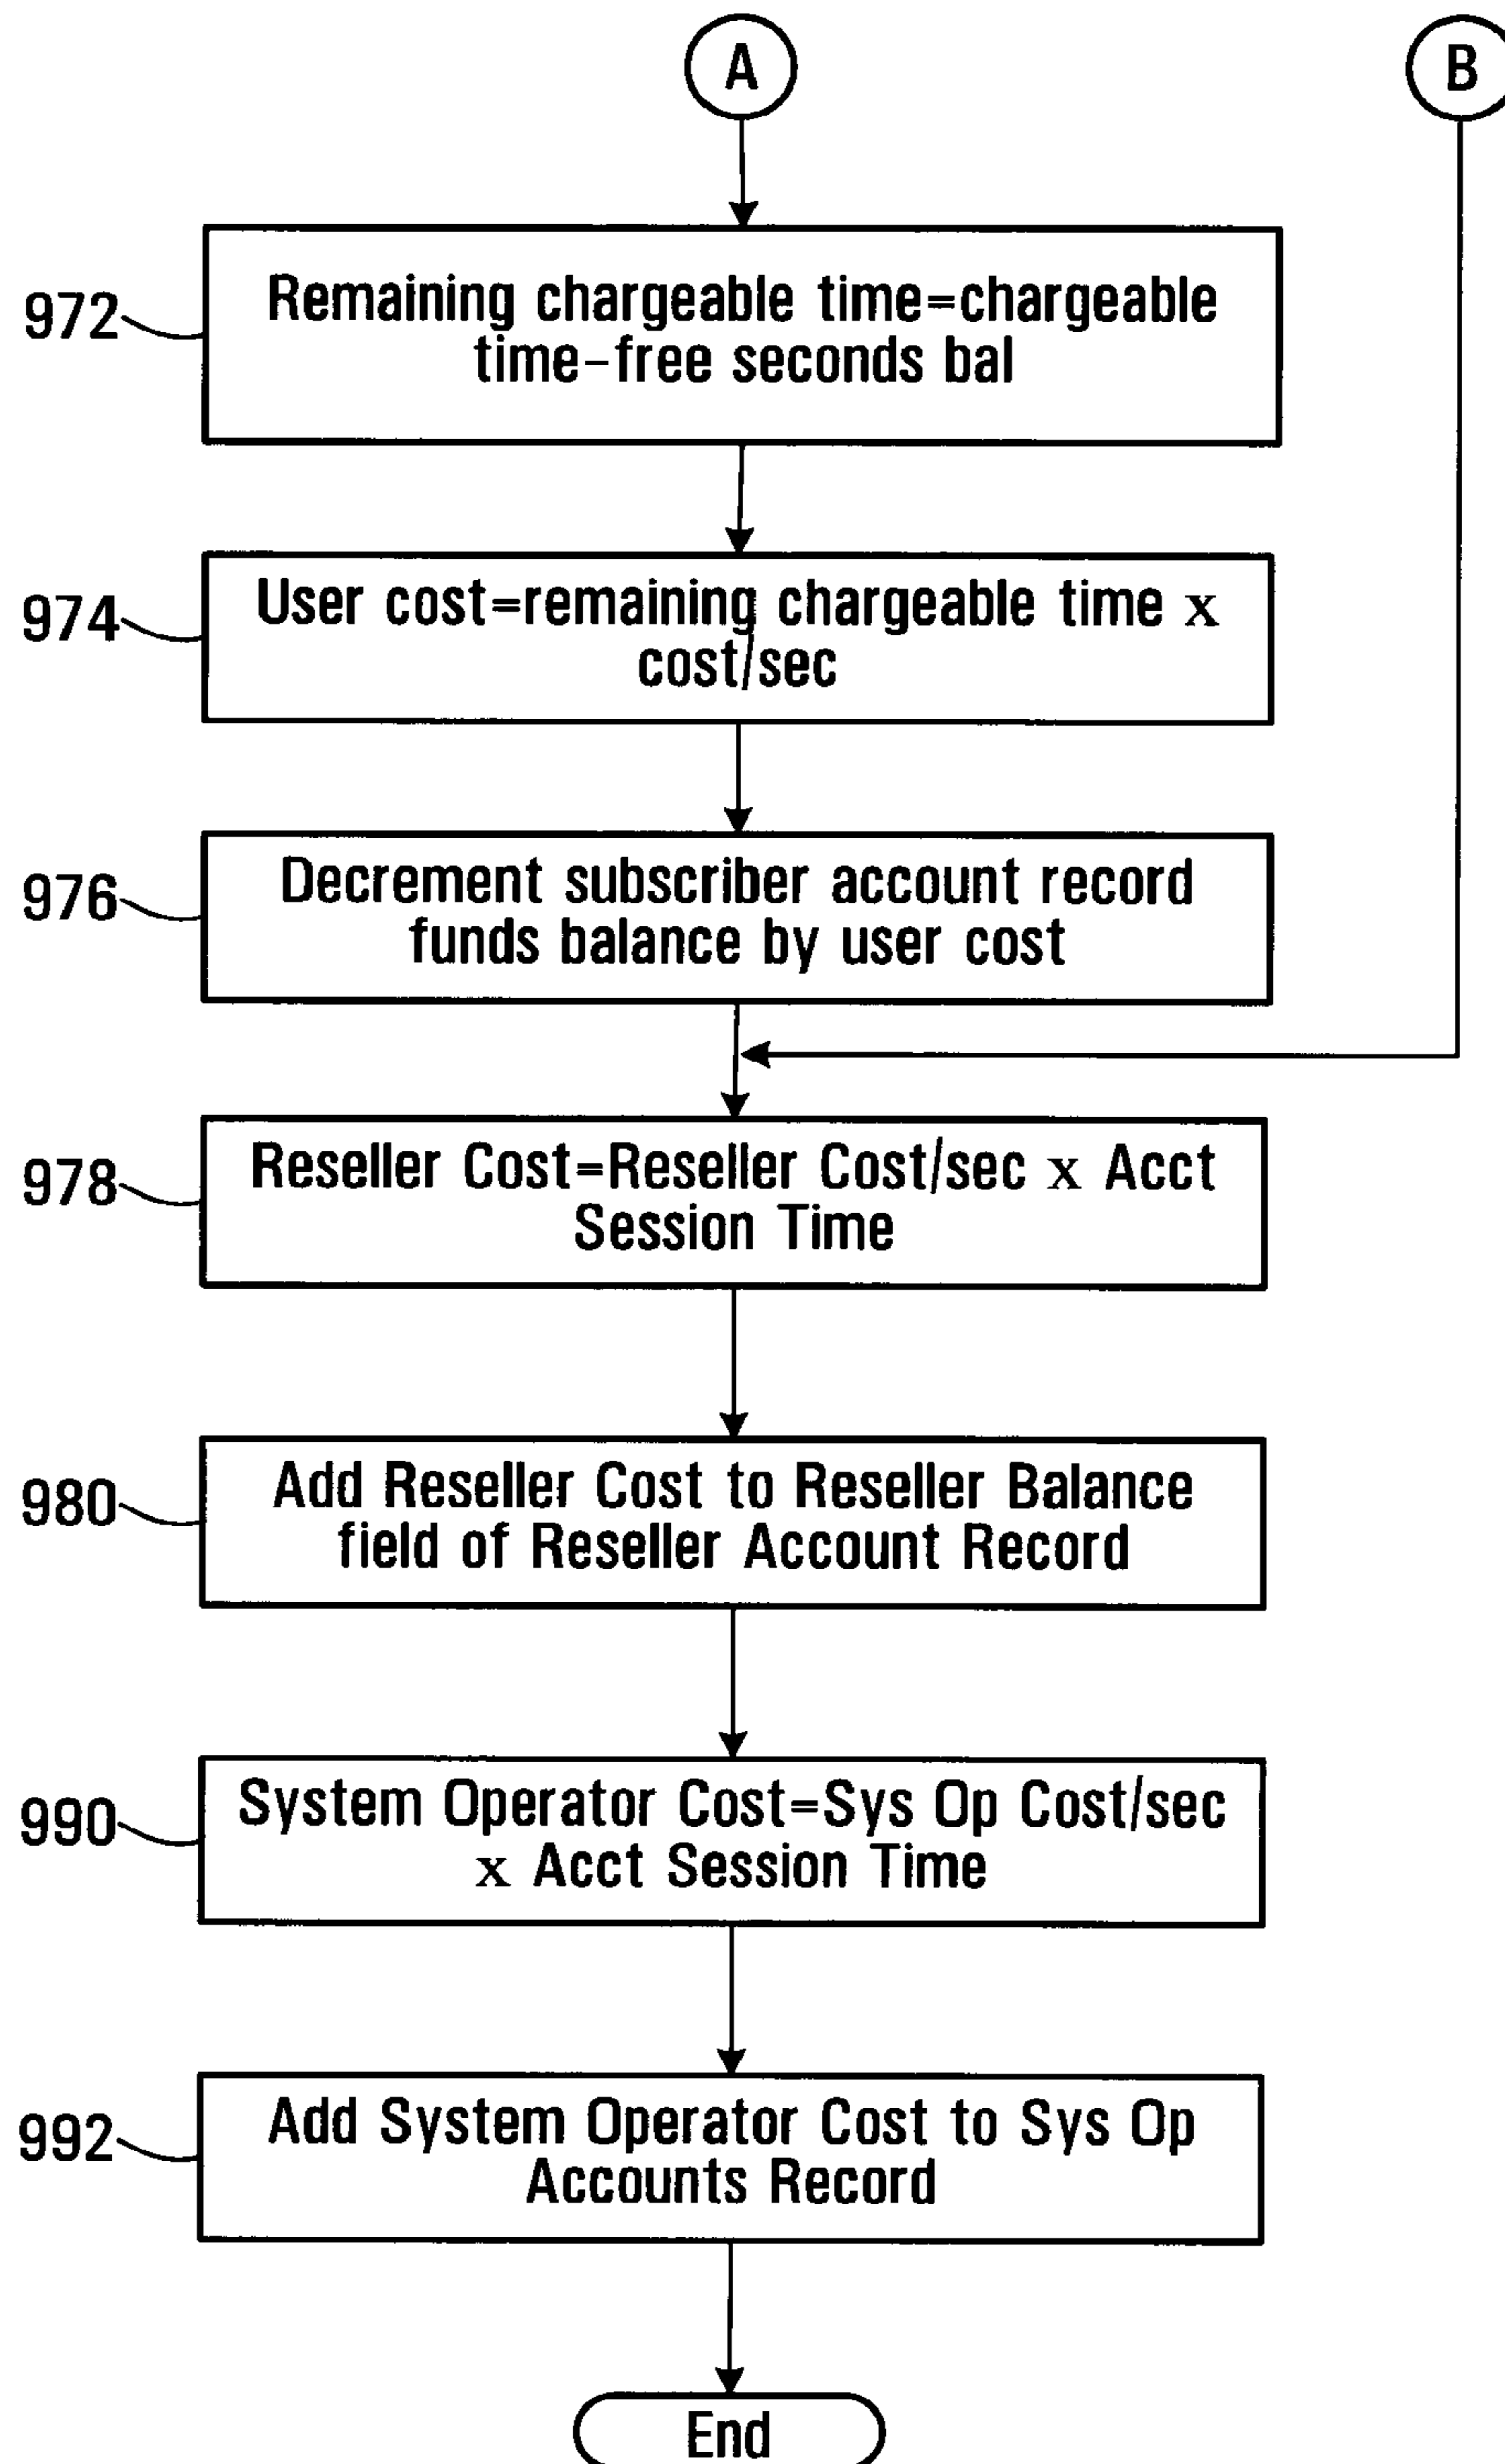 A
B
972
Remaining chargeable time=chargeable
time-free seconds bal
974
User cost=remaining chargeable time x
cost/sec
976
Decrement subscriber account record
funds balance by user cost
978
Reseller Cost=Reseller Cost/sec x Acct
Session Time
980
Add Reseller Cost to Reseller Balance
field of Reseller Account Record
990
System Operator Cost=Sys Op Cost/sec
x Acct Session Time
992
Add System Operator Cost to Sys Op
Accounts Record
End